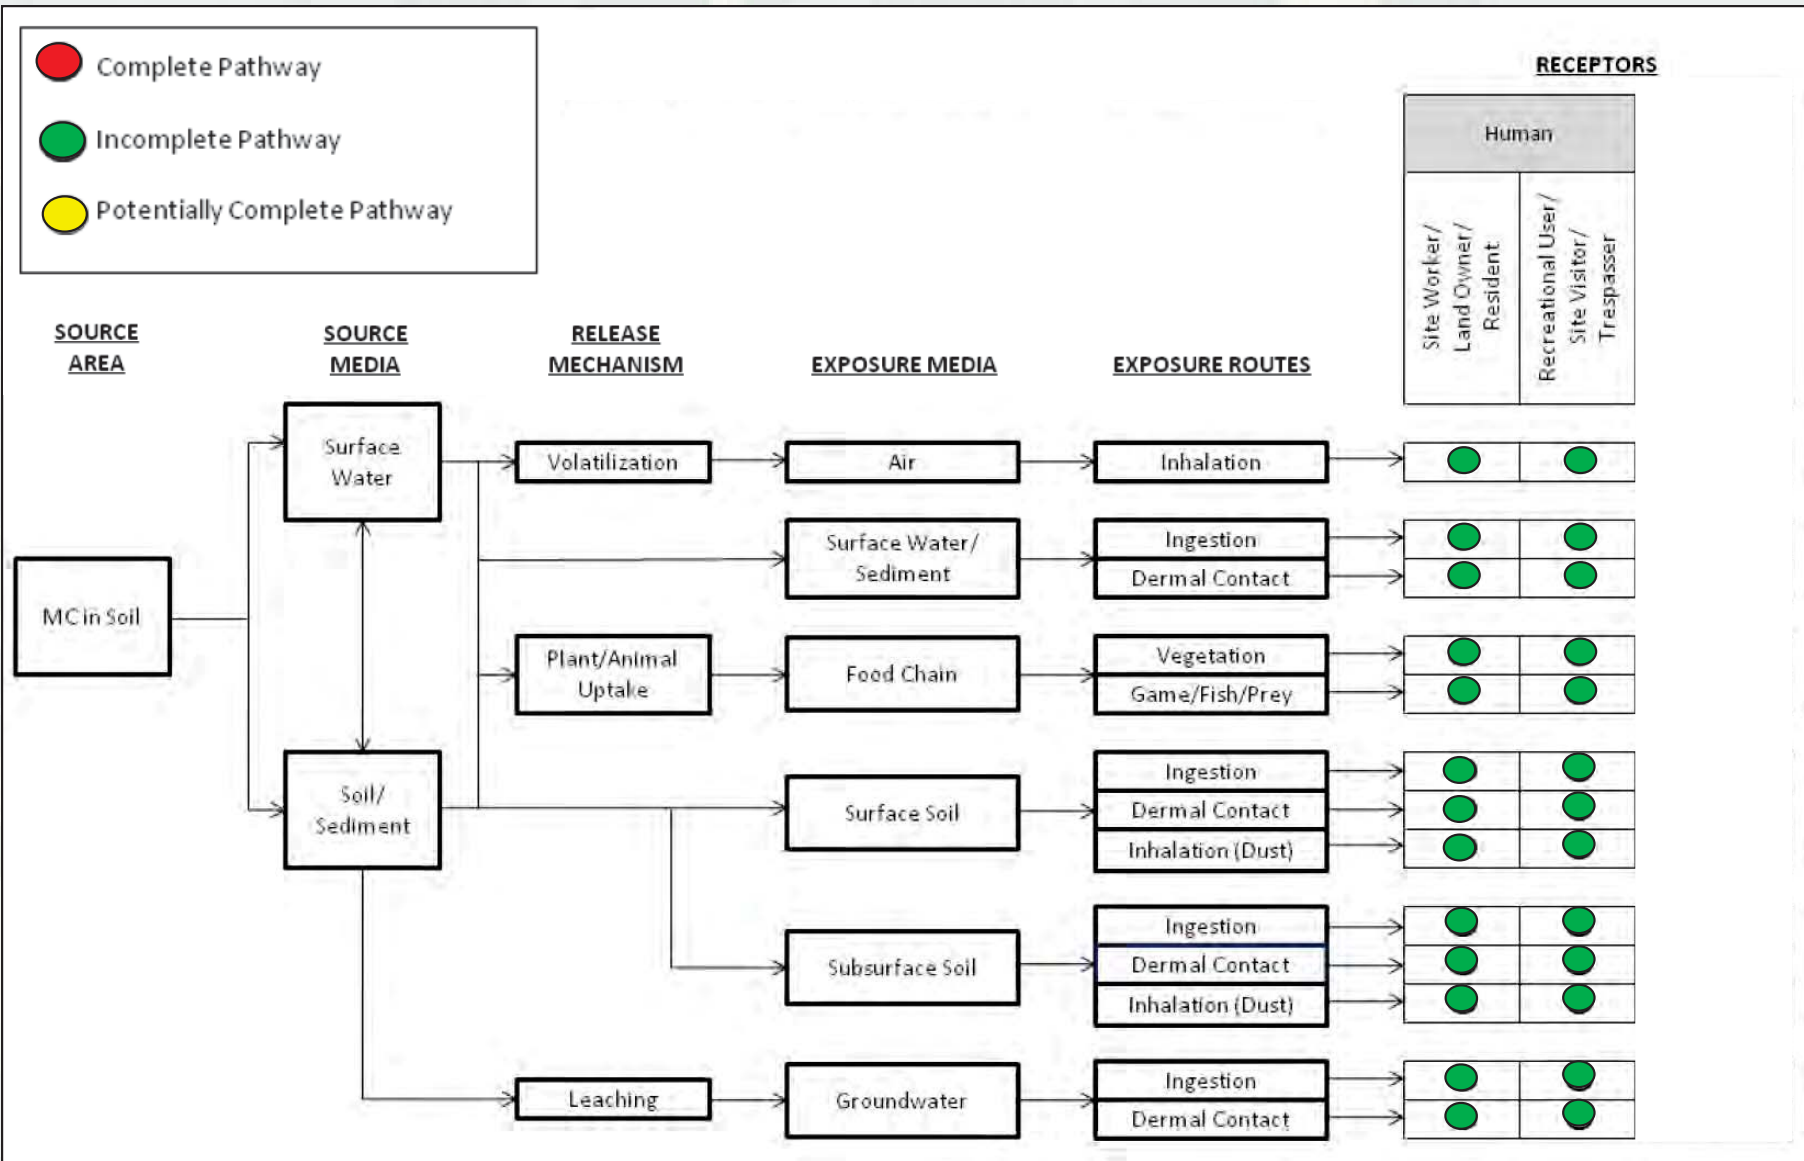 Complete Pathway
Incomplete Pathway
Potentially Complete Pathway
RECEPTORS
Human
Site Worker/
Land Owner/
Resident
Recreational User/
Site Visitor/
Trespasser
SOURCE
AREA
SOURCE
MEDIA
RELEASE
MECHANISM
EXPOSURE MEDIA
EXPOSURE ROUTES
Surface
Water
Volatilization
Air
Inhalation
Surface Water/
Sediment
Ingestion
Dermal Contact
MC in Soil
Plant/Animal
Uptake
Food Chain
Vegetation
Game/Fish/Prey
Soil/
Sediment
Surface Soil
Ingestion
Dermal Contact
Inhalation (Dust)
Subsurface Soil
Ingestion
Dermal Contact
Inhalation (Dust)
Leaching
Groundwater
Ingestion
Dermal Contact